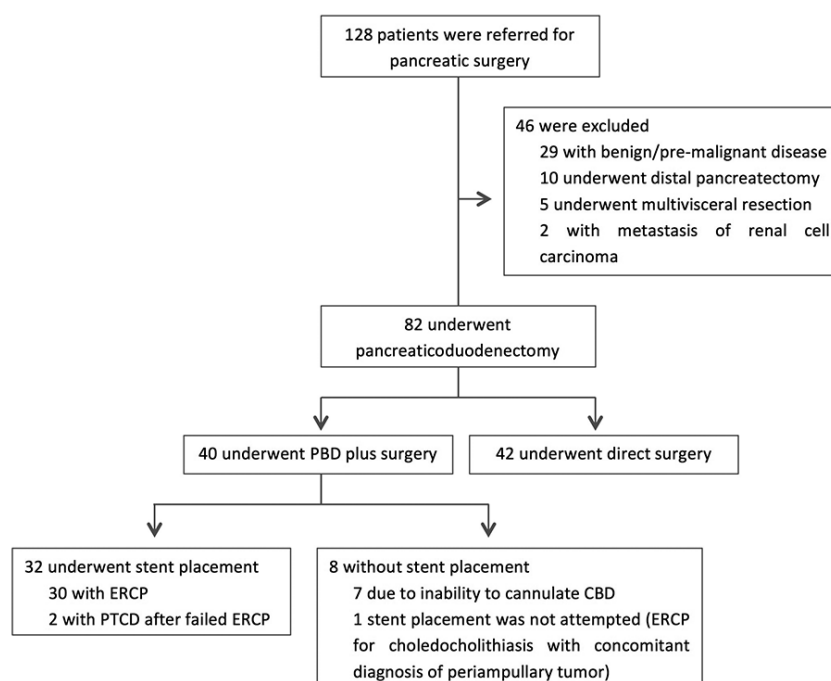 128 patients were referred for
pancreatic surgery
46 were excluded
29 with benign/pre-malignant disease
10 underwent distal pancreatectomy
5 underwent multivisceral resection
2 with metastasis of renal cell
carcinoma
82 underwent
pancreaticoduodenectomy
40 underwent PBD plus surgery
42 underwent direct surgery
32 underwent stent placement
30 with ERCP
2 with PTCD after failed ERCP
8 without stent placement
7 due to inability to cannulate CBD
1 stent placement was not attempted (ERCP
for choledocholithiasis with concomitant
diagnosis of periampullary tumor)